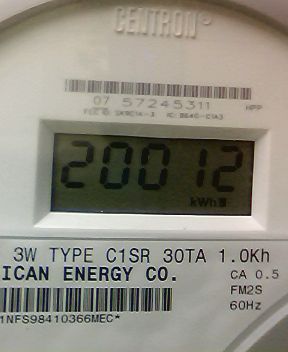 CENTRON®
07 57245311
HPP
20012
kWh
3W TYPE C1SR 30TA 1.0Kh
ICAN ENERGY CO.
CA 0.5
FM2S
60Hz
1NFS98410366MEC*